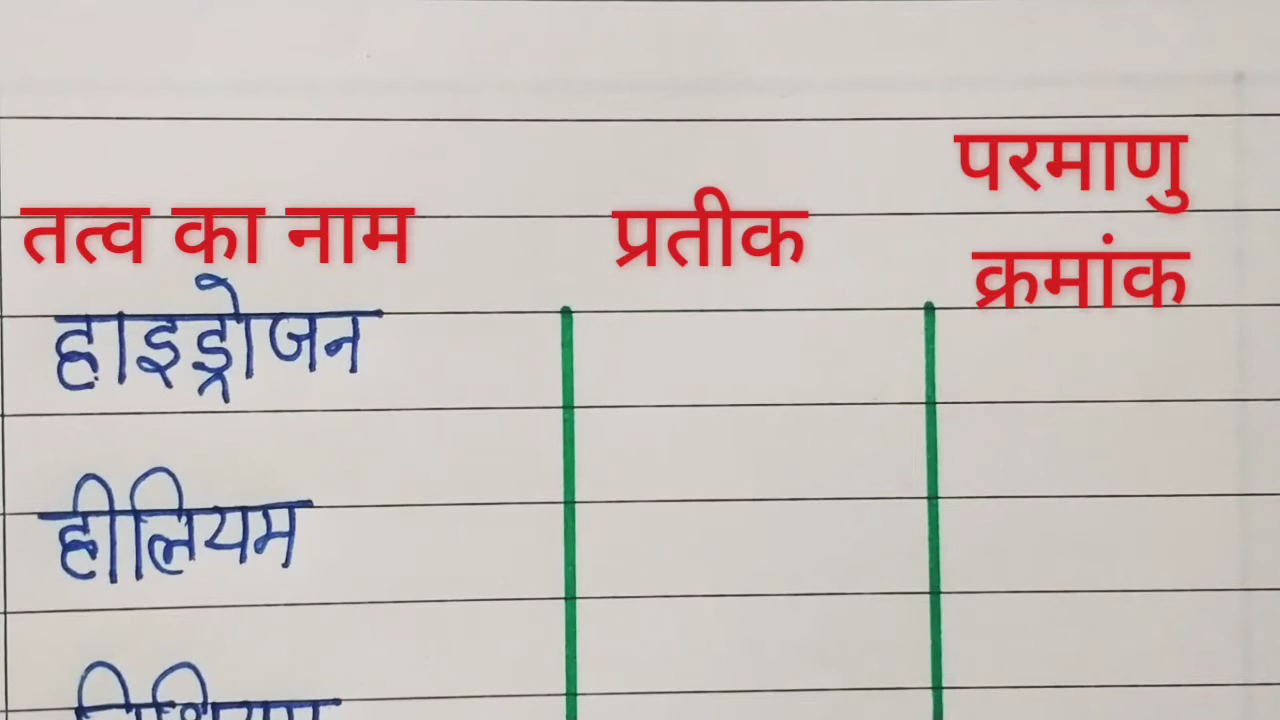 तत्व का नाम प्रतीक परमाणु
क्रमांक
हाइड्रोजन
हीलियम